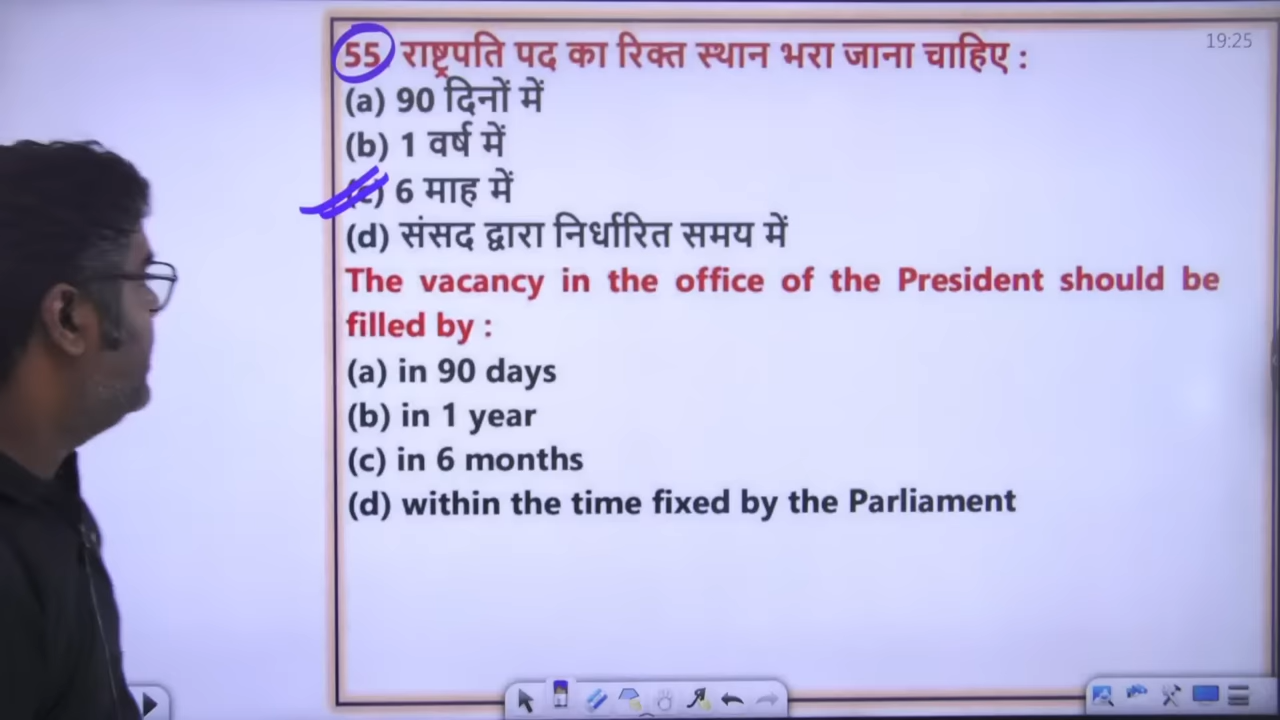 19:25
55. राष्ट्रपति पद का रिक्त स्थान भरा जाना चाहिए :
(a) 90 दिनों में
(b) 1 वर्ष में
(c) 6 माह में
(d) संसद द्वारा निर्धारित समय में
The vacancy in the office of the President should be
filled by :
(a) in 90 days
(b) in 1 year
(c) in 6 months
(d) within the time fixed by the Parliament